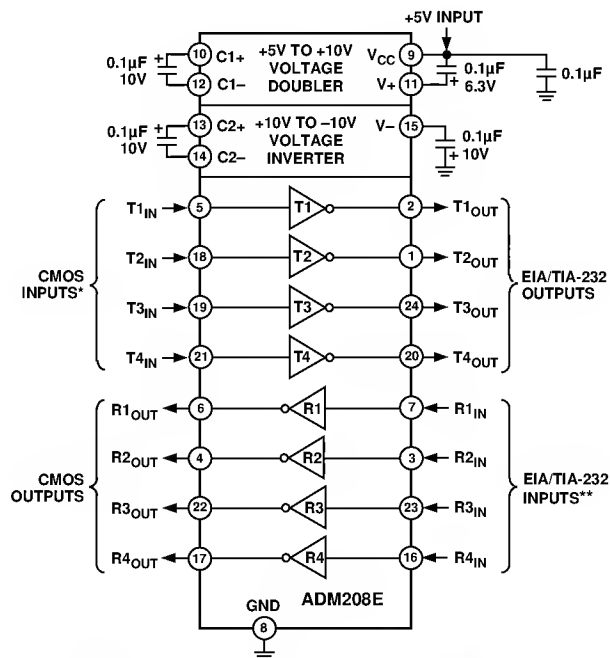 +5V INPUT
0.1µF
10V
10
C1+
12
C1–
+5V TO +10V
VOLTAGE
DOUBLER
VCC
9
V+
11
0.1µF
6.3V
0.1µF
0.1µF
10V
13
C2+
14
C2–
+10V TO –10V
VOLTAGE
INVERTER
V–
15
0.1µF
10V
T1IN
5
T1
2
T1OUT
T2IN
18
T2
1
T2OUT
CMOS
INPUTS*
EIA/TIA-232
OUTPUTS
T3IN
19
T3
24
T3OUT
T4IN
21
T4
20
T4OUT
R1OUT
6
R1
7
R1IN
R2OUT
4
R2
3
R2IN
CMOS
OUTPUTS
EIA/TIA-232
INPUTS**
R3OUT
22
R3
23
R3IN
R4OUT
17
R4
16
R4IN
GND
ADM208E
8